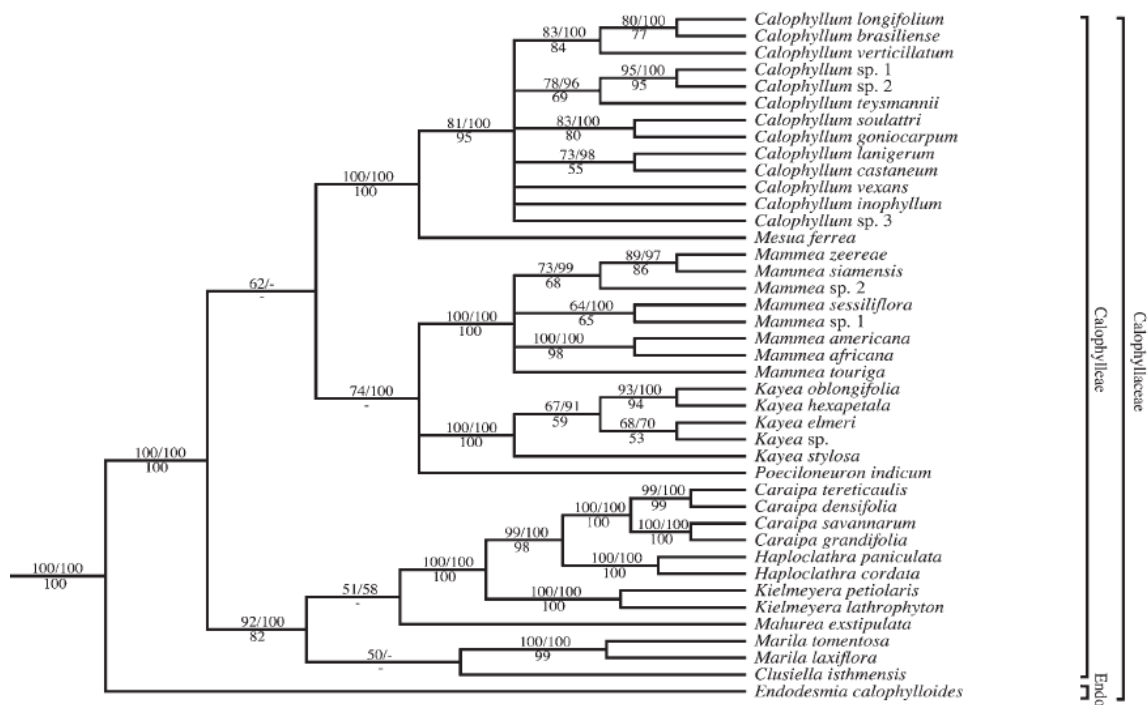 80/100 Calophyllum longifolium
83/100 77 Calophyllum brasiliense
84 Calophyllum verticillatum
95/100 Calophyllum sp. 1
78/96 95 Calophyllum sp. 2
69 Calophyllum teysmannii
81/100 83/100 Calophyllum soulattri
95 80 Calophyllum goniocarpum
73/98 Calophyllum lanigerum
55 Calophyllum castaneum
100/100 Calophyllum vexans
100 Calophyllum inophyllum
Calophyllum sp. 3
Mesua ferrea
89/97 Mammea zeereae
73/99 86 Mammea siamensis
62/- 68 Mammea sp. 2
- 64/100 Mammea sessiliflora
100/100 65 Mammea sp. 1
100 100/100 Mammea americana
98 Mammea africana
Mammea touriga
74/100 93/100 Kayea oblongifolia
- 67/91 94 Kayea hexapetala
59 68/70 Kayea elmeri
100/100 53 Kayea sp.
100 Kayea stylosa
100/100 Poeciloneuron indicum
100 99/100 Caraipa tereticaulis
100/100 99 Caraipa densifolia
99/100 100 100/100 Caraipa savannarum
98 100 Caraipa grandifolia
100/100 100/100 Haploclathra paniculata
100/100 100 100 Haploclathra cordata
100 51/58 100/100 Kielmeyera petiolaris
- 100 Kielmeyera lathrophyton
92/100 Mahurea exstipulata
82 100/100 Marila tomentosa
50/- 99 Marila laxiflora
- Clusiella isthmensis
Endodesmia calophylloides
Calophylleae
Endo
Calophyllaceae